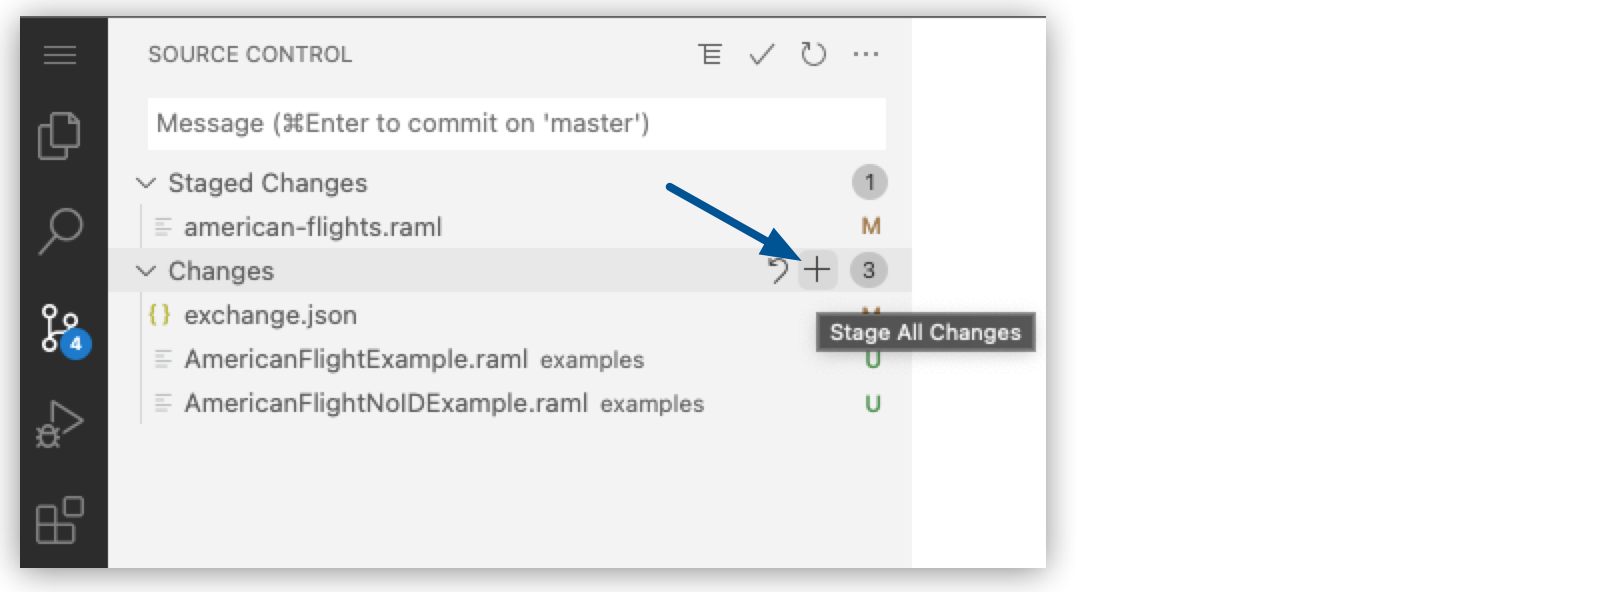 SOURCE CONTROL
Message (⌘Enter to commit on 'master')
Staged Changes 1
american-flights.raml M
Changes 3
{} exchange.json
Stage All Changes
4
AmericanFlightExample.raml examples U
AmericanFlightNoIDExample.raml examples U